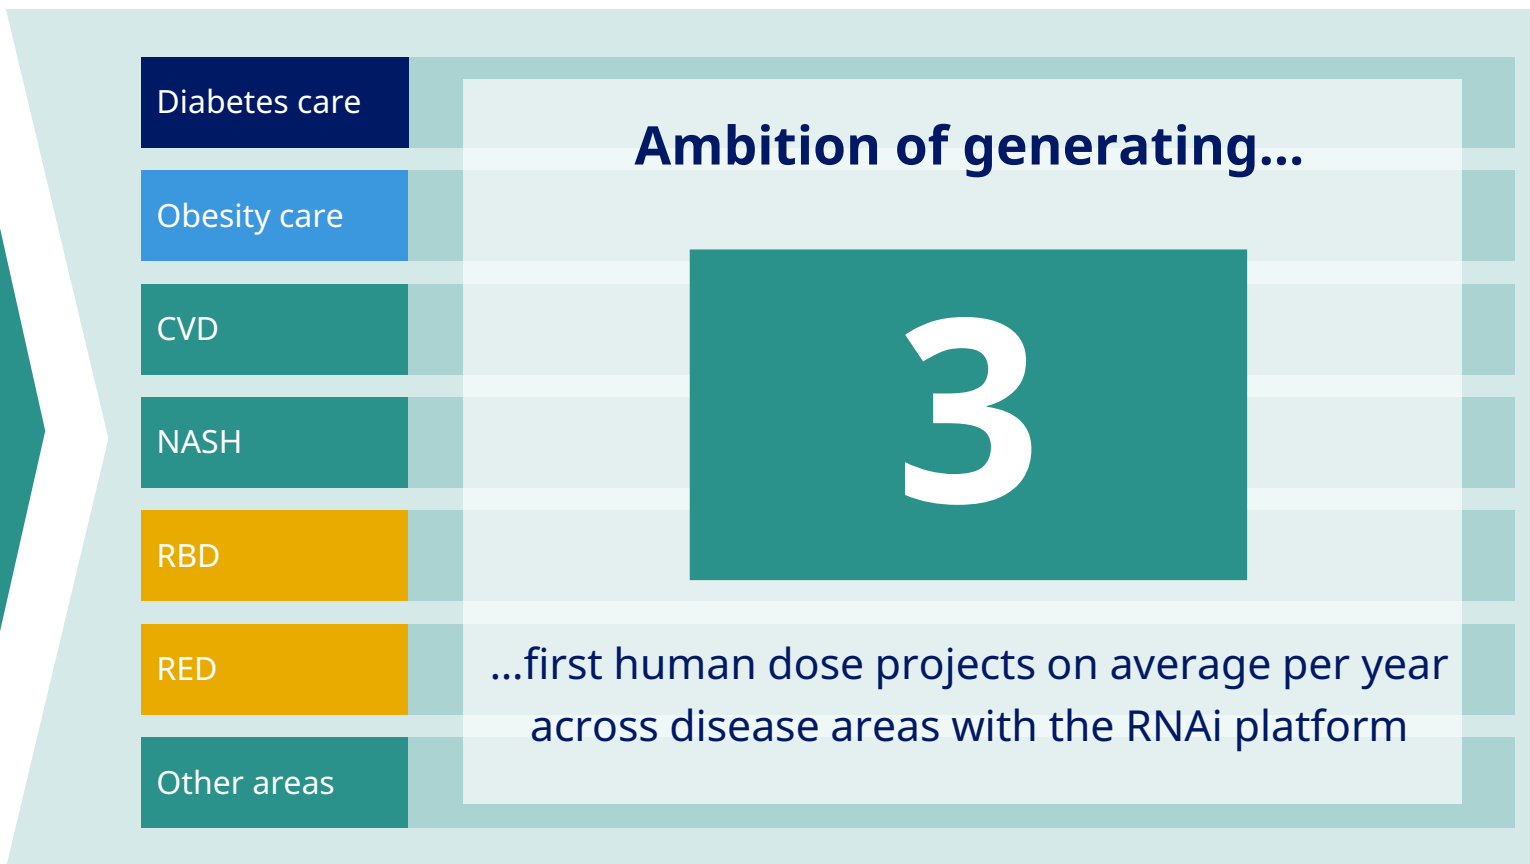 Diabetes care
Obesity care
CVD
NASH
RBD
RED
Other areas
Ambition of generating...
3
...first human dose projects on average per year
across disease areas with the RNAi platform